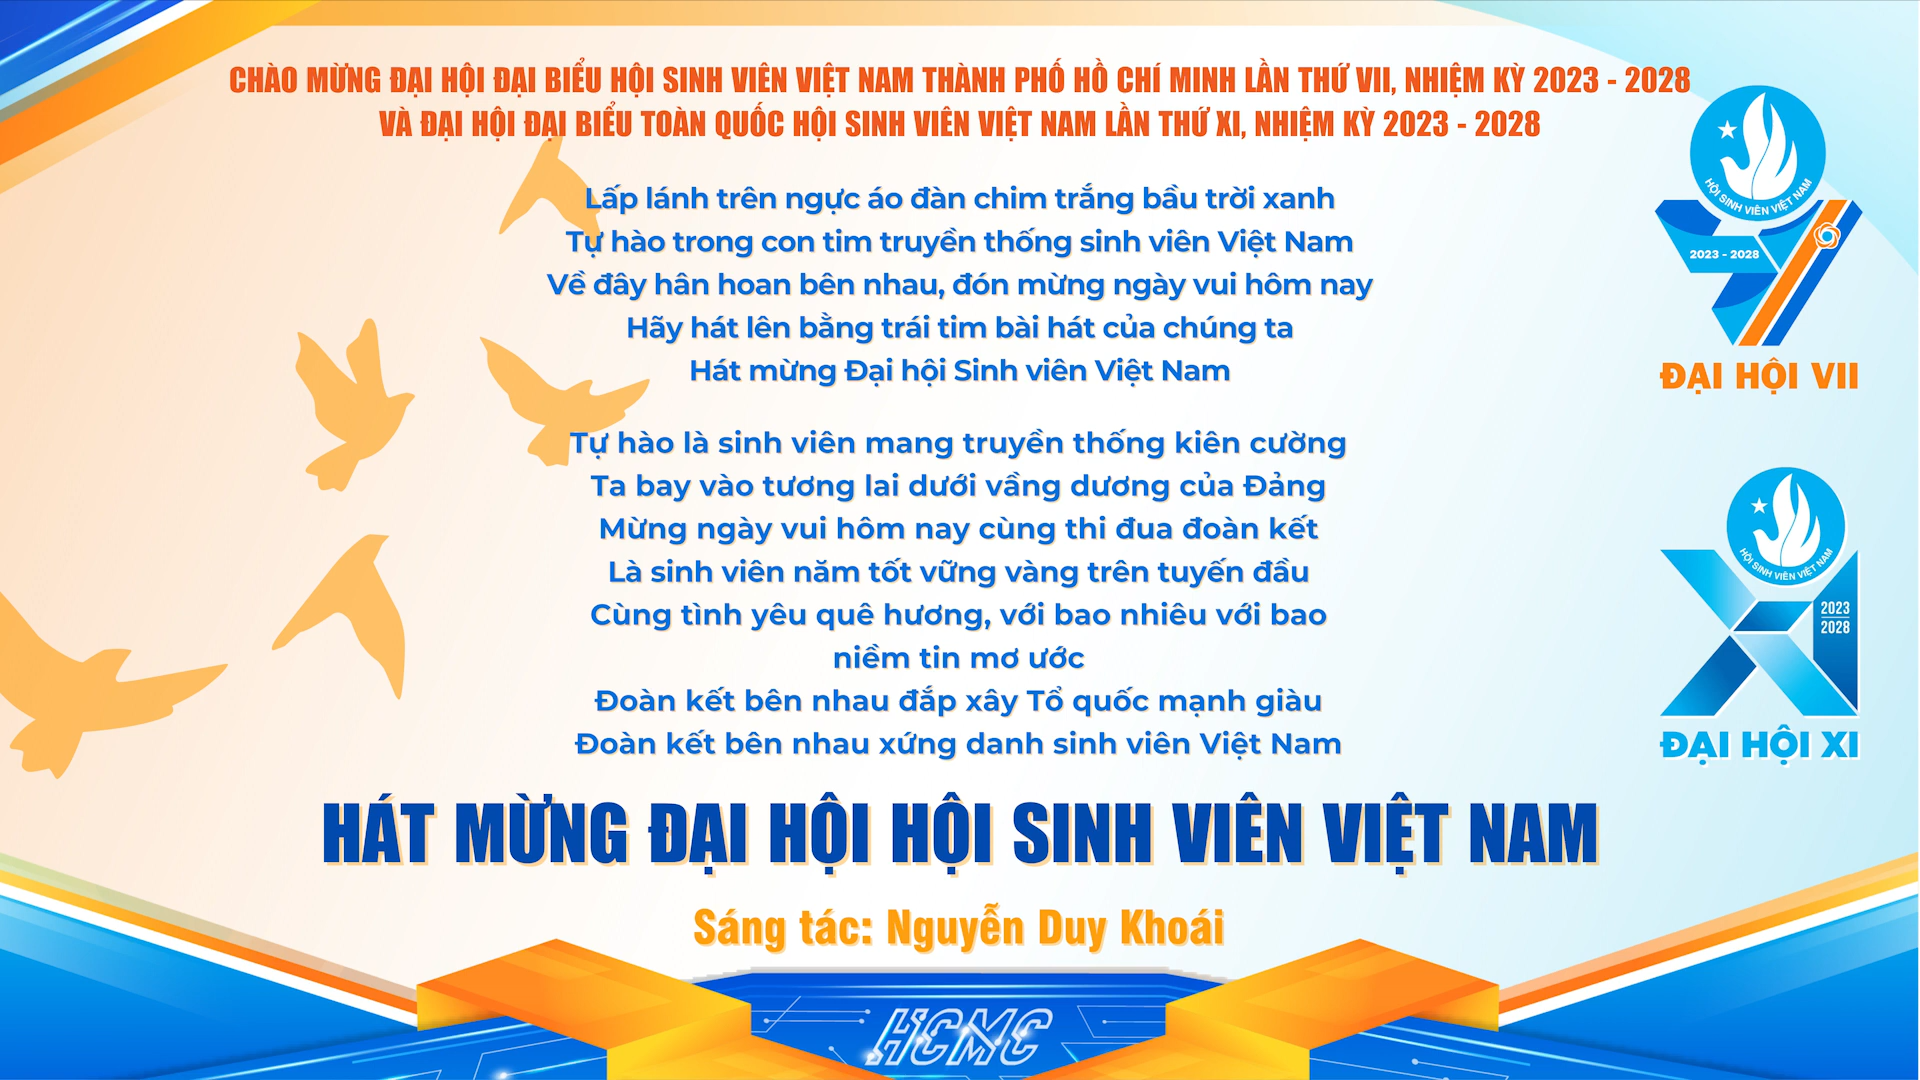 CHÀO MỪNG ĐẠI HỘI ĐẠI BIỂU HỘI SINH VIÊN VIỆT NAM THÀNH PHỐ HỒ CHÍ MINH LẦN THỨ VII, NHIỆM KỲ 2023 - 2028
VÀ ĐẠI HỘI ĐẠI BIỂU TOÀN QUỐC HỘI SINH VIÊN VIỆT NAM LẦN THỨ XI, NHIỆM KỲ 2023 - 2028
Lấp lánh trên ngực áo đàn chim trắng bầu trời xanh
Tự hào trong con tim truyền thống sinh viên Việt Nam
Về đây hân hoan bên nhau, đón mừng ngày vui hôm nay
Hãy hát lên bằng trái tim bài hát của chúng ta
Hát mừng Đại hội Sinh viên Việt Nam
Tự hào là sinh viên mang truyền thống kiên cường
Ta bay vào tương lai dưới vầng dương của Đảng
Mừng ngày vui hôm nay cùng thi đua đoàn kết
Là sinh viên năm tốt vững vàng trên tuyến đầu
Cùng tình yêu quê hương, với bao nhiêu với bao
niềm tin mơ ước
Đoàn kết bên nhau đắp xây Tổ quốc mạnh giàu
Đoàn kết bên nhau xứng danh sinh viên Việt Nam
HÁT MỪNG ĐẠI HỘI HỘI SINH VIÊN VIỆT NAM
Sáng tác: Nguyễn Duy Khoái
HCMC
HỘI SINH VIÊN VIỆT NAM
2023 - 2028
ĐẠI HỘI VII
HỘI SINH VIÊN VIỆT NAM
2023
2028
ĐẠI HỘI XI